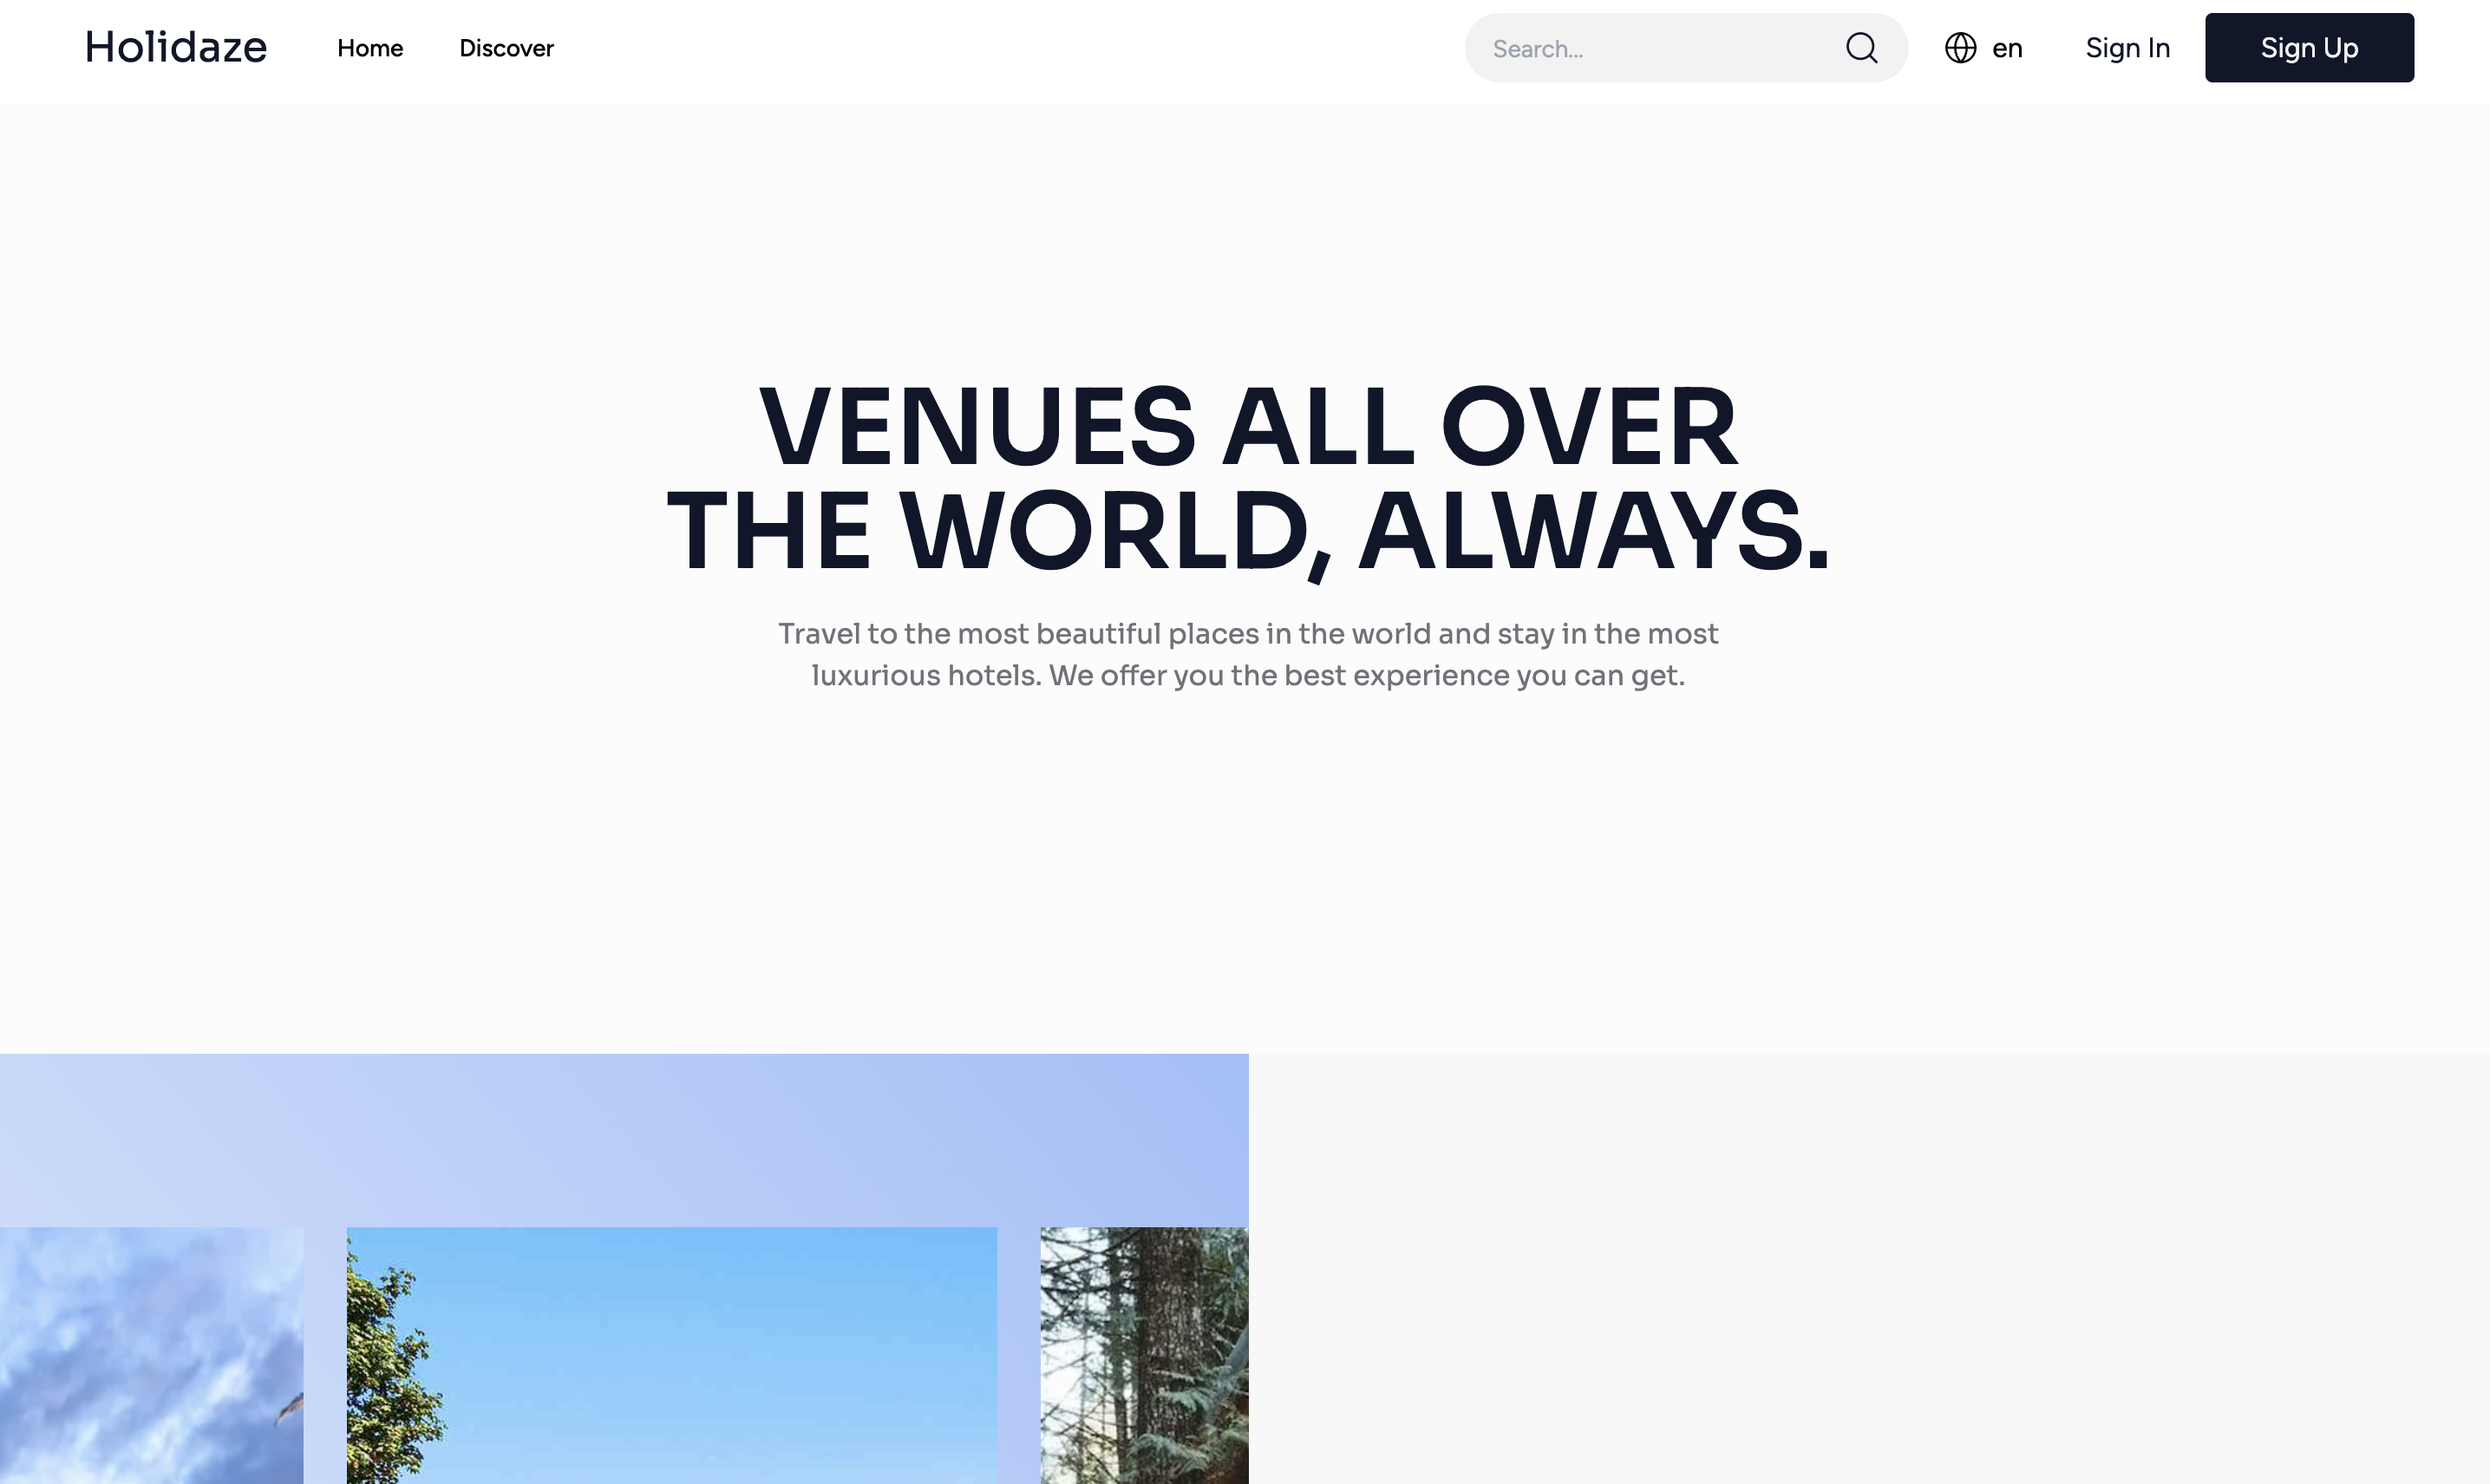 Holidaze
Home
Discover
Search...
en
Sign In
Sign Up
VENUES ALL OVER
THE WORLD, ALWAYS.
Travel to the most beautiful places in the world and stay in the most
luxurious hotels. We offer you the best experience you can get.